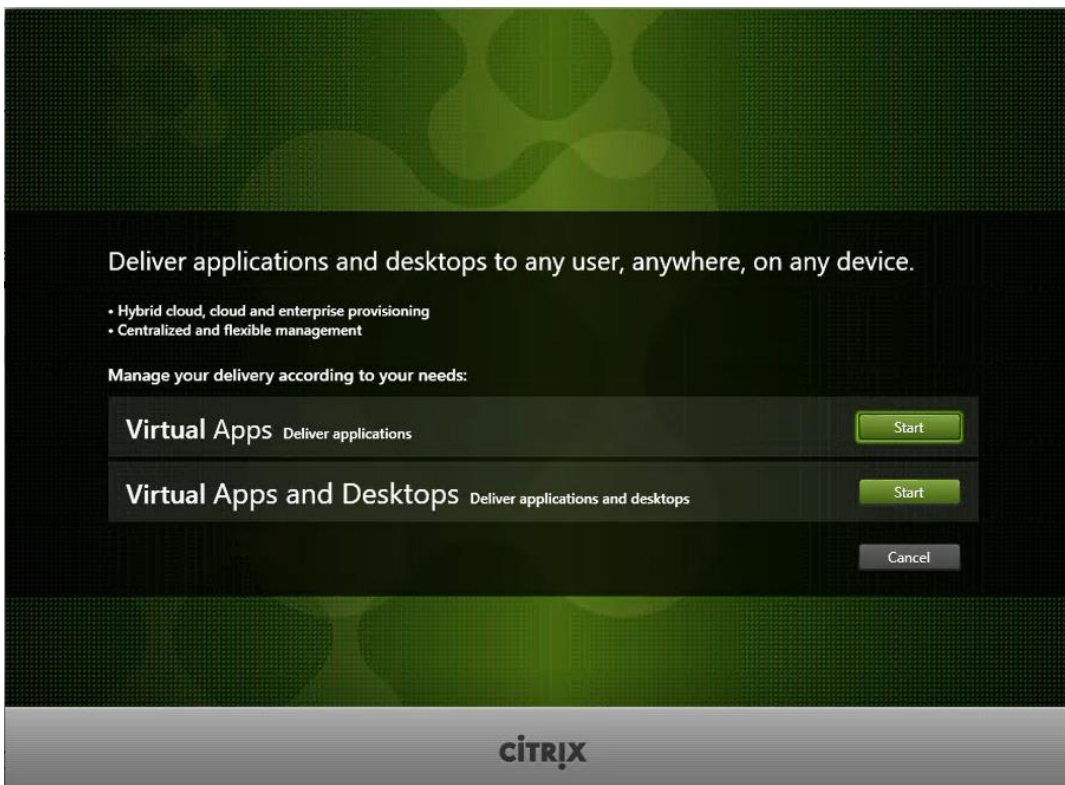 Deliver applications and desktops to any user, anywhere, on any device.
• Hybrid cloud, cloud and enterprise provisioning
• Centralized and flexible management
Manage your delivery according to your needs:
Virtual Apps Deliver applications Start
Virtual Apps and Desktops Deliver applications and desktops Start
Cancel
CITRIX